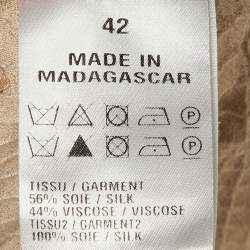 42
MADE IN
MADAGASCAR
P
P
TISSU / GARMENT
56% SOIE / SILK
44% VISCOSE / VISCOSE
TISSU2 / GARMENT2
100% SOIE / SILK